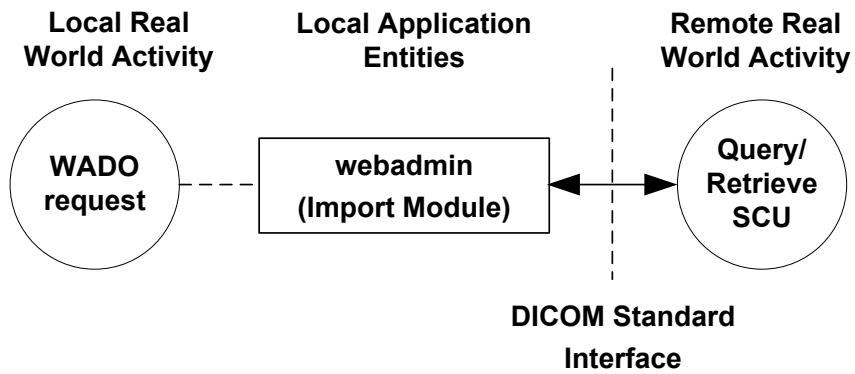 Local Real
World Activity
Local Application
Entities
Remote Real
World Activity
WADO
request
webadmin
(Import Module)
Query/
Retrieve
SCU
DICOM Standard
Interface